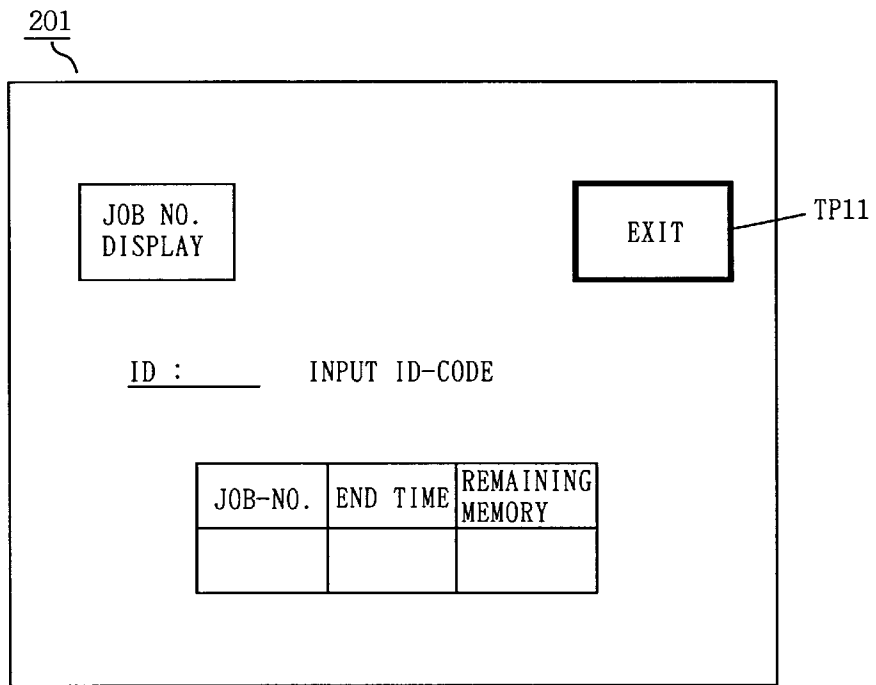 201
JOB NO.
DISPLAY
EXIT
TP11
ID :
INPUT ID-CODE
JOB-NO.
END TIME
REMAINING
MEMORY